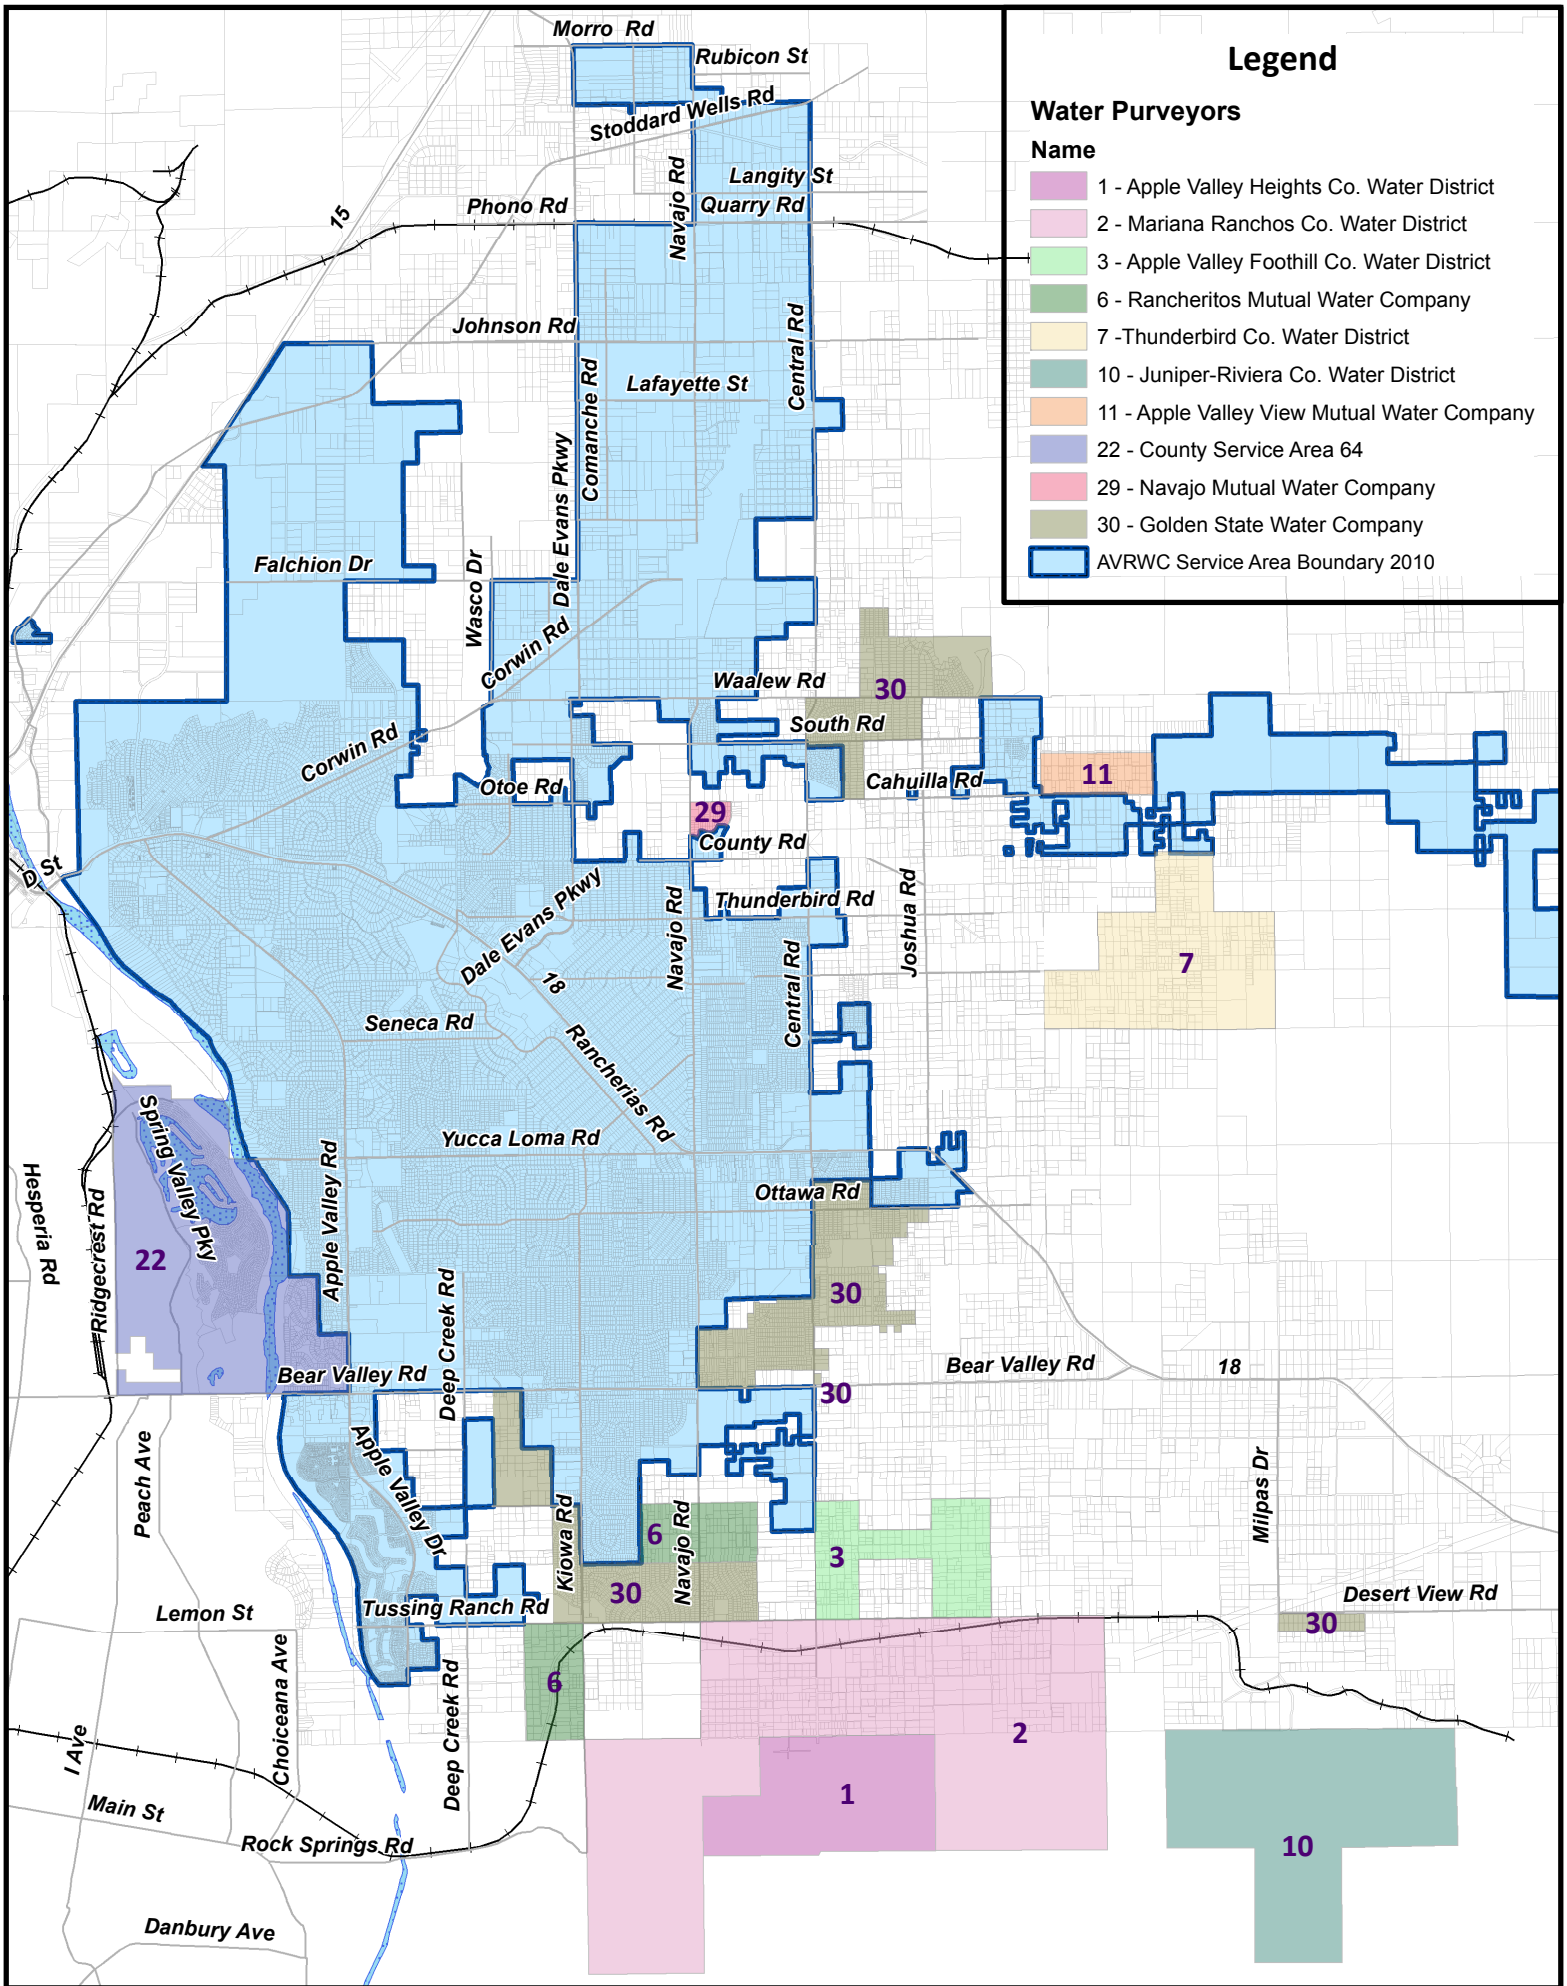 Morro Rd
Rubicon St
Stoddard Wells Rd
Navajo Rd
Langity St
Phono Rd
Quarry Rd
15
Johnson Rd
Central Rd
Comanche Rd
Lafayette St
Dale Evans Pkwy
Falchion Dr
Wasco Dr
Corwin Rd
Waalew Rd
30
South Rd
Corwin Rd
Otoe Rd
Cahuilla Rd
11
29
County Rd
D St
Dale Evans Pkwy
Navajo Rd
Thunderbird Rd
Joshua Rd
7
18
Central Rd
Seneca Rd
Rancherias Rd
Spring Valley Pky
Yucca Loma Rd
Apple Valley Rd
Hesperia Rd
Ridgecrest Rd
Ottawa Rd
22
30
Deep Creek Rd
Bear Valley Rd
Bear Valley Rd
18
30
Peach Ave
Apple Valley Dr
Kiowa Rd
6
Navajo Rd
3
Milpas Dr
30
Desert View Rd
30
Lemon St
Tussing Ranch Rd
Choiceana Ave
Deep Creek Rd
6
2
I Ave
1
Main St
Rock Springs Rd
10
Danbury Ave
Legend
Water Purveyors
Name
1 - Apple Valley Heights Co. Water District
2 - Mariana Ranchos Co. Water District
3 - Apple Valley Foothill Co. Water District
6 - Rancheritos Mutual Water Company
7 -Thunderbird Co. Water District
10 - Juniper-Riviera Co. Water District
11 - Apple Valley View Mutual Water Company
22 - County Service Area 64
29 - Navajo Mutual Water Company
30 - Golden State Water Company
AVRWC Service Area Boundary 2010